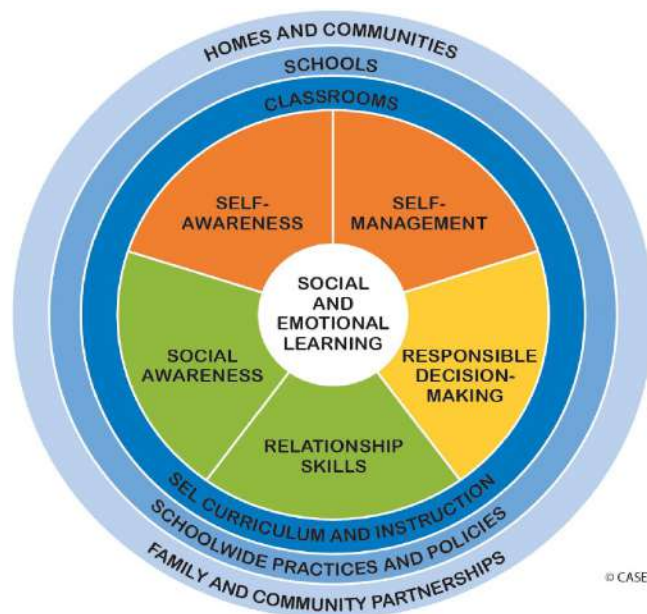 HOMES AND COMMUNITIES
SCHOOLS
CLASSROOMS
SELF-
AWARENESS
SELF-
MANAGEMENT
SOCIAL
AND
EMOTIONAL
LEARNING
SOCIAL
AWARENESS
RESPONSIBLE
DECISION-
MAKING
RELATIONSHIP
SKILLS
SEL CURRICULUM AND INSTRUCTION
SCHOOLWIDE PRACTICES AND POLICIES
FAMILY AND COMMUNITY PARTNERSHIPS
© CASE